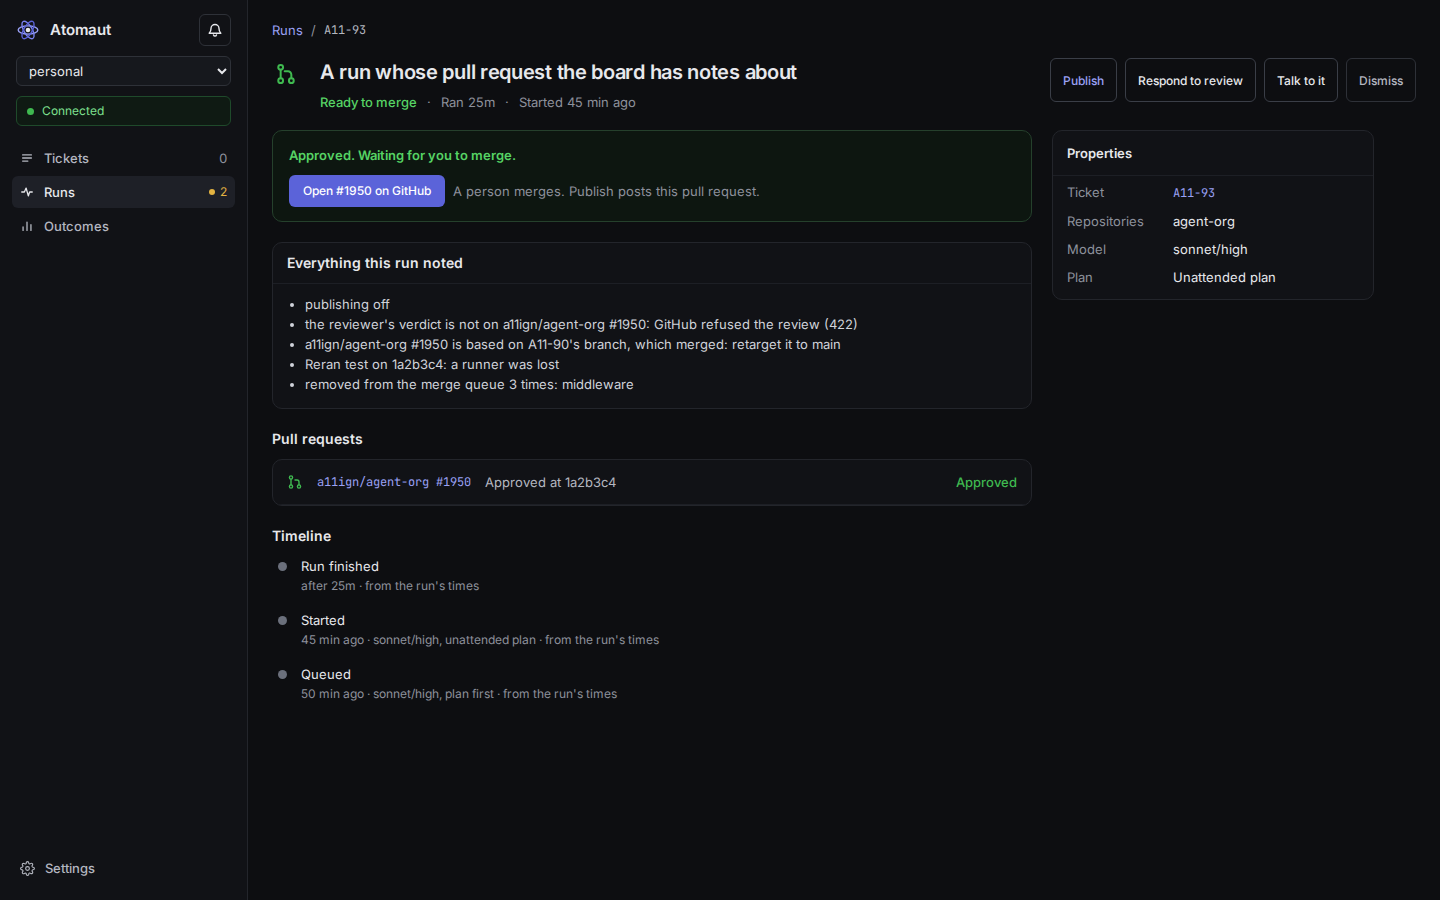 Atomaut
personal
Connected
Tickets 0
Runs 2
Outcomes
Settings
Runs / A11-93
A run whose pull request the board has notes about
Ready to merge · Ran 25m · Started 45 min ago
Publish
Respond to review
Talk to it
Dismiss
Approved. Waiting for you to merge.
Open #1950 on GitHub A person merges. Publish posts this pull request.
Everything this run noted
• publishing off
• the reviewer's verdict is not on a11ign/agent-org #1950: GitHub refused the review (422)
• a11ign/agent-org #1950 is based on A11-90's branch, which merged: retarget it to main
• Reran test on 1a2b3c4: a runner was lost
• removed from the merge queue 3 times: middleware
Pull requests
a11ign/agent-org #1950 Approved at 1a2b3c4 Approved
Timeline
Run finished
after 25m · from the run's times
Started
45 min ago · sonnet/high, unattended plan · from the run's times
Queued
50 min ago · sonnet/high, plan first · from the run's times
Properties
Ticket A11-93
Repositories agent-org
Model sonnet/high
Plan Unattended plan